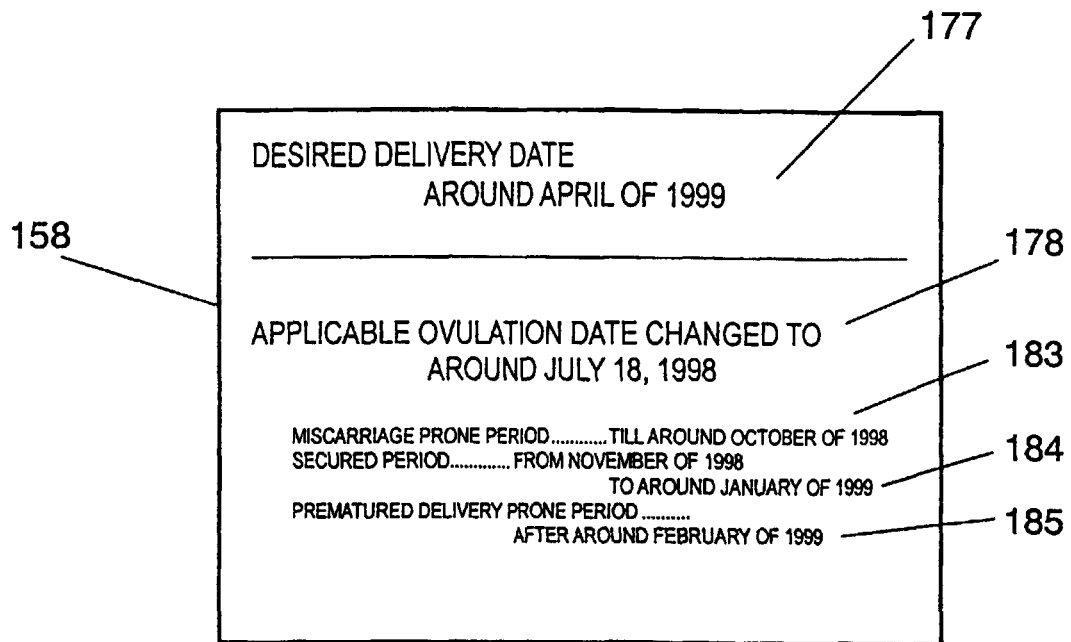 177
DESIRED DELIVERY DATE
AROUND APRIL OF 1999
158
178
APPLICABLE OVULATION DATE CHANGED TO
AROUND JULY 18, 1998
183
MISCARRIAGE PRONE PERIOD............TILL AROUND OCTOBER OF 1998
SECURED PERIOD............. FROM NOVEMBER OF 1998
184
TO AROUND JANUARY OF 1999
PREMATURED DELIVERY PRONE PERIOD ..........
185
AFTER AROUND FEBRUARY OF 1999